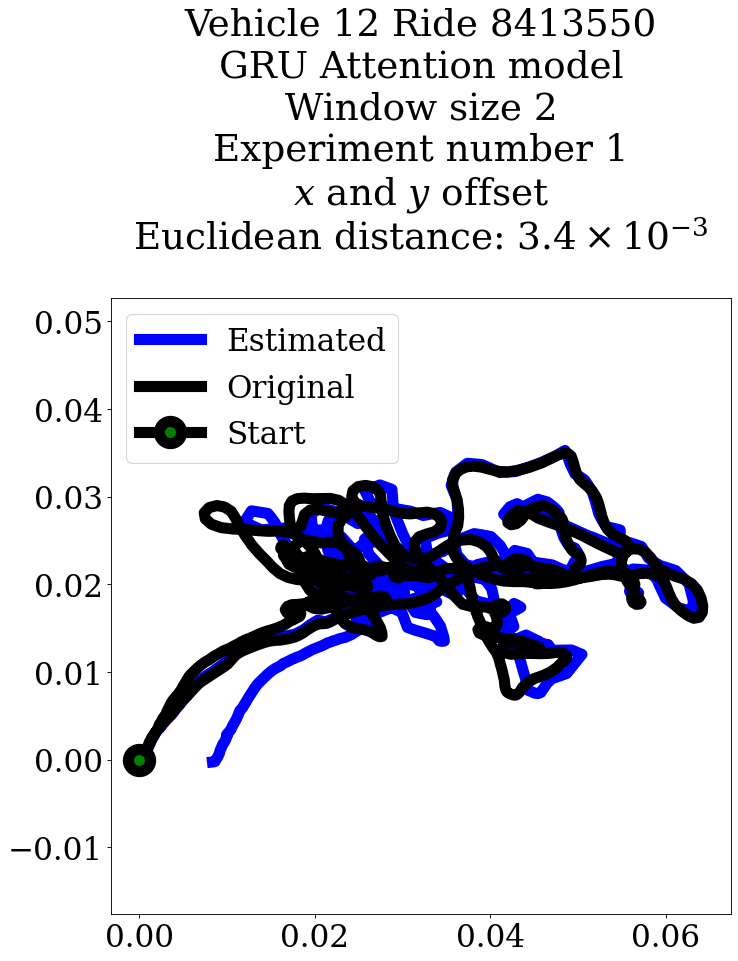 Vehicle 12 Ride 8413550
GRU Attention model
Window size 2
Experiment number 1
x and y offset
Euclidean distance: 3.4 × 10⁻³
0.05
0.04
0.03
0.02
0.01
0.00
−0.01
Estimated
Original
Start
0.00 0.02 0.04 0.06